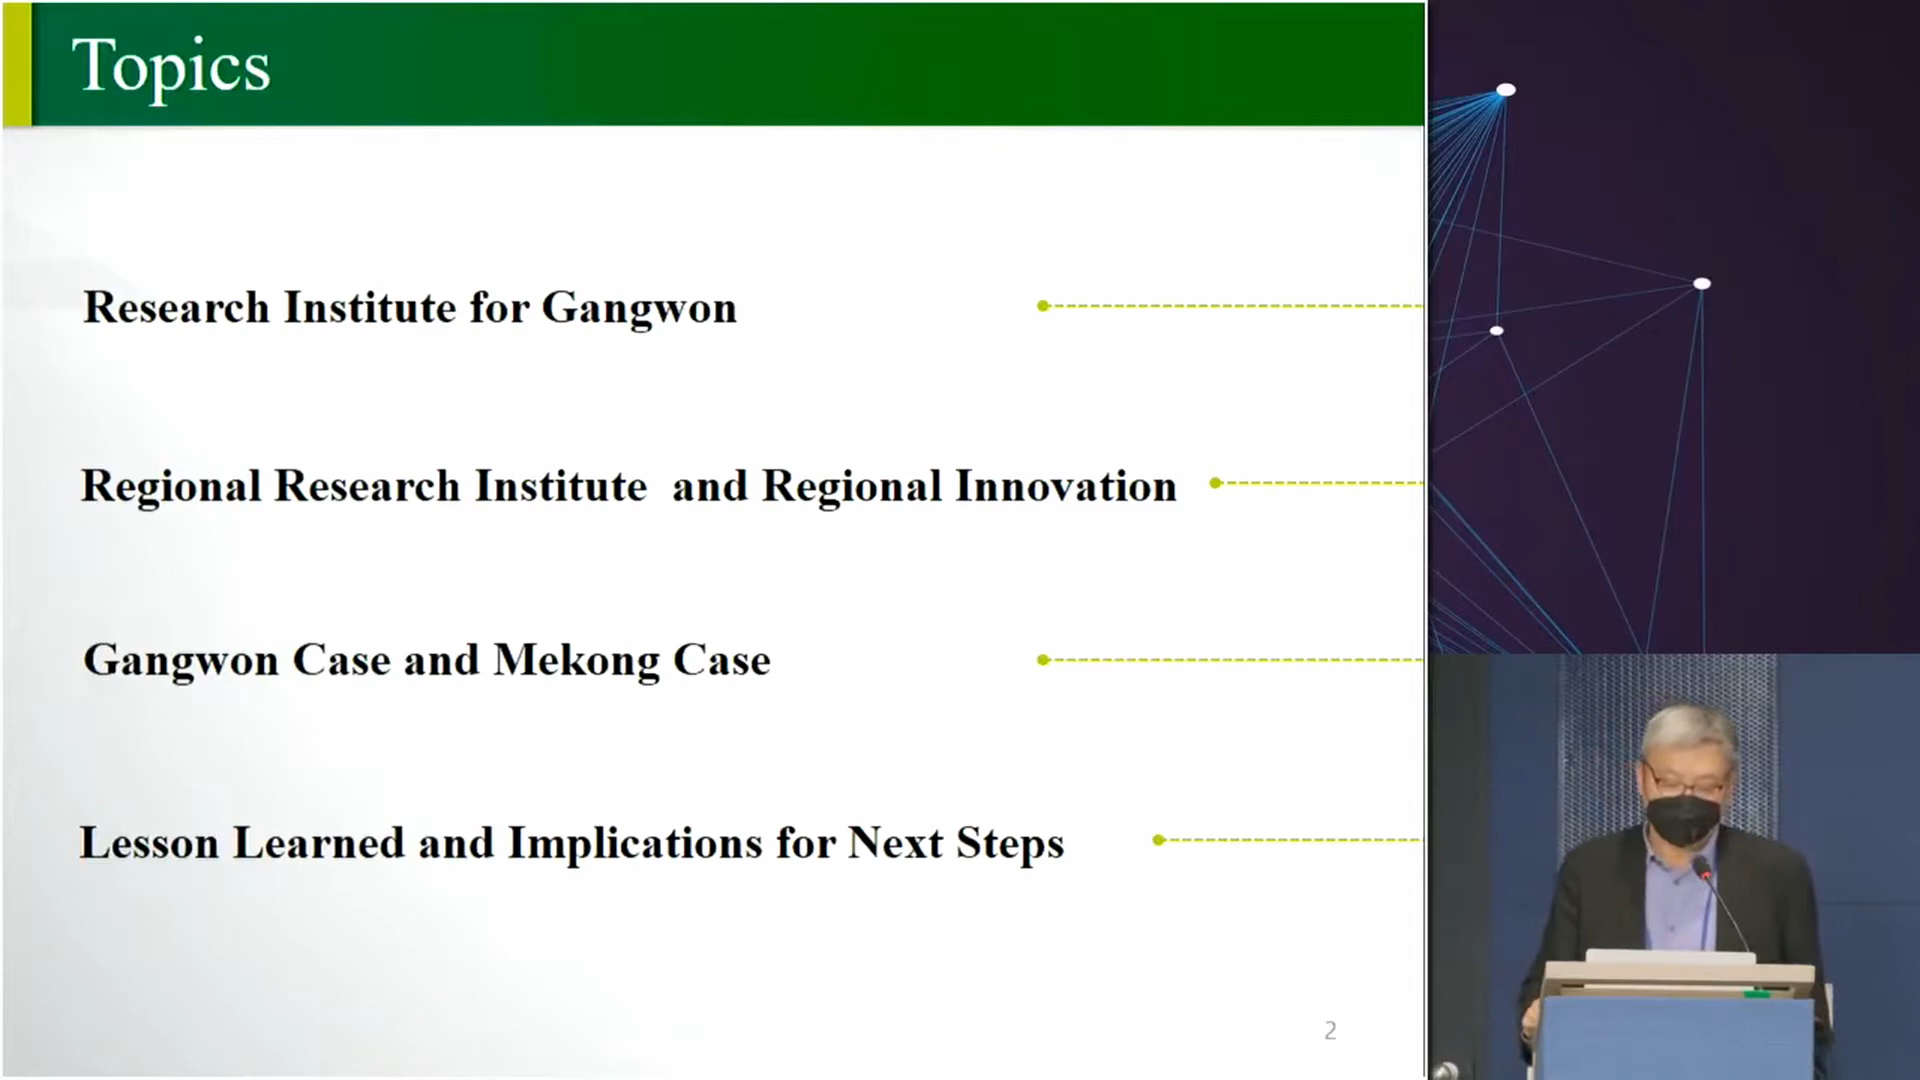 Topics
Research Institute for Gangwon
Regional Research Institute  and Regional Innovation
Gangwon Case and Mekong Case
Lesson Learned and Implications for Next Steps
2